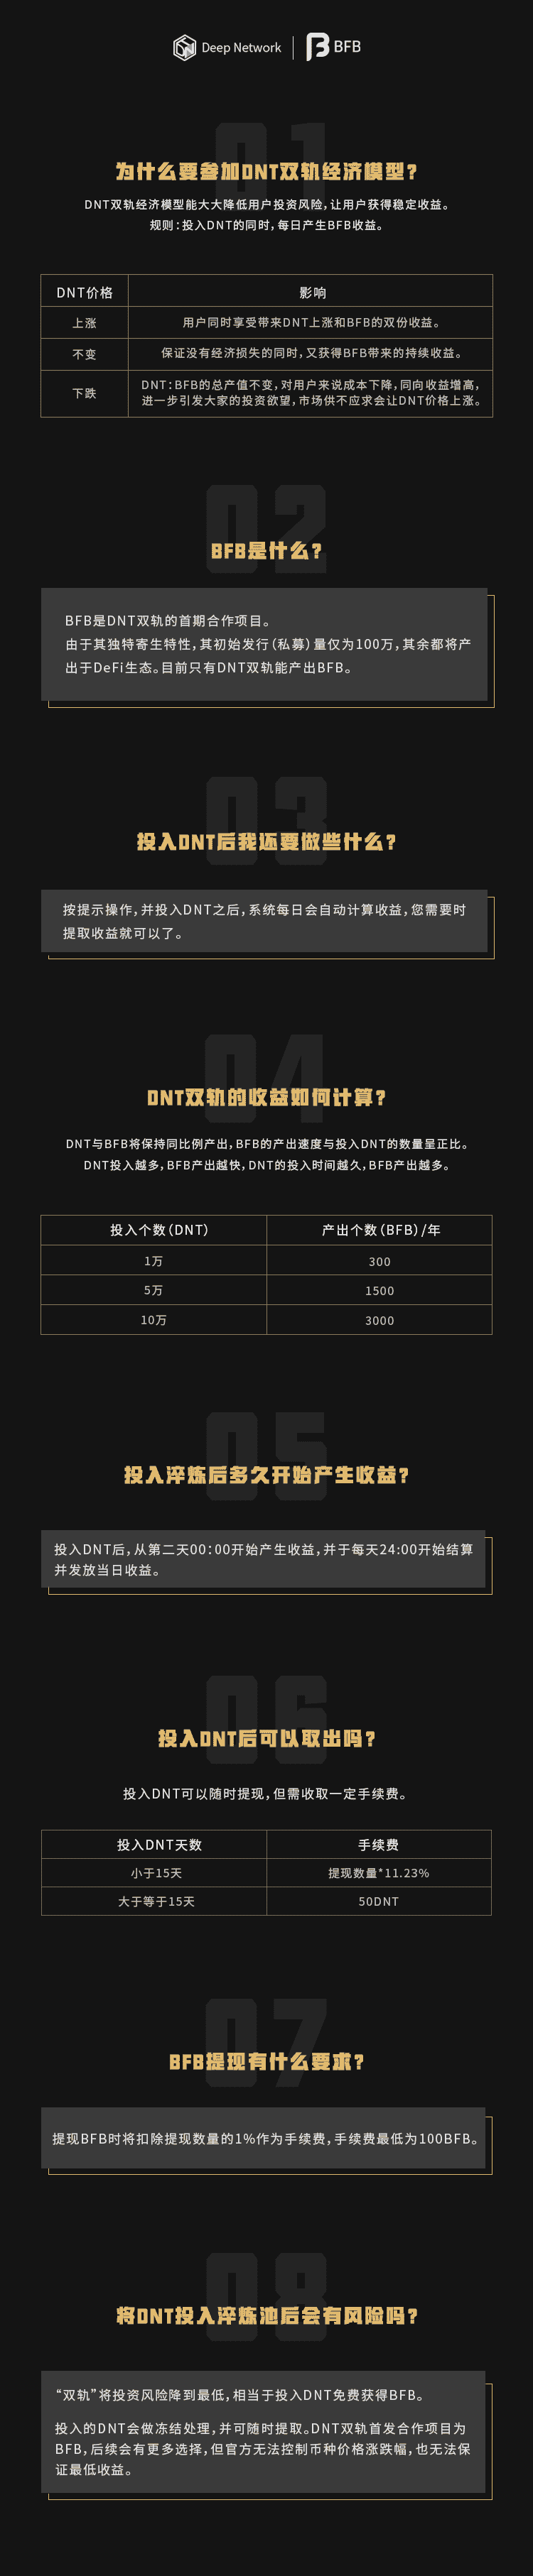 Deep Network | BFB
01
为什么要参加DNT双轨经济模型?
DNT双轨经济模型能大大降低用户投资风险,让用户获得稳定收益。
规则:投入DNT的同时,每日产生BFB收益。
DNT价格 影响
上涨 用户同时享受带来DNT上涨和BFB的双份收益。
不变 保证没有经济损失的同时,又获得BFB带来的持续收益。
下跌 DNT:BFB的总产值不变,对用户来说成本下降,同向收益增高,
进一步引发大家的投资欲望,市场供不应求会让DNT价格上涨。
02
BFB是什么?
BFB是DNT双轨的首期合作项目。
由于其独特寄生特性,其初始发行(私募)量仅为100万,其余都将产
出于DeFi生态。目前只有DNT双轨能产出BFB。
03
投入DNT后我还要做些什么?
按提示操作,并投入DNT之后,系统每日会自动计算收益,您需要时
提取收益就可以了。
04
DNT双轨的收益如何计算?
DNT与BFB将保持同比例产出,BFB的产出速度与投入DNT的数量呈正比。
DNT投入越多,BFB产出越快,DNT的投入时间越久,BFB产出越多。
投入个数(DNT) 产出个数(BFB)/年
1万 300
5万 1500
10万 3000
05
投入淬炼后多久开始产生收益?
投入DNT后,从第二天00:00开始产生收益,并于每天24:00开始结算
并发放当日收益。
06
投入DNT后可以取出吗?
投入DNT可以随时提现,但需收取一定手续费。
投入DNT天数 手续费
小于15天 提现数量*11.23%
大于等于15天 50DNT
07
BFB提现有什么要求?
提现BFB时将扣除提现数量的1%作为手续费,手续费最低为100BFB。
08
将DNT投入淬炼池后会有风险吗?
“双轨”将投资风险降到最低,相当于投入DNT免费获得BFB。
投入的DNT会做冻结处理,并可随时提取。DNT双轨首发合作项目为
BFB,后续会有更多选择,但官方无法控制币种价格涨跌幅,也无法保
证最低收益。